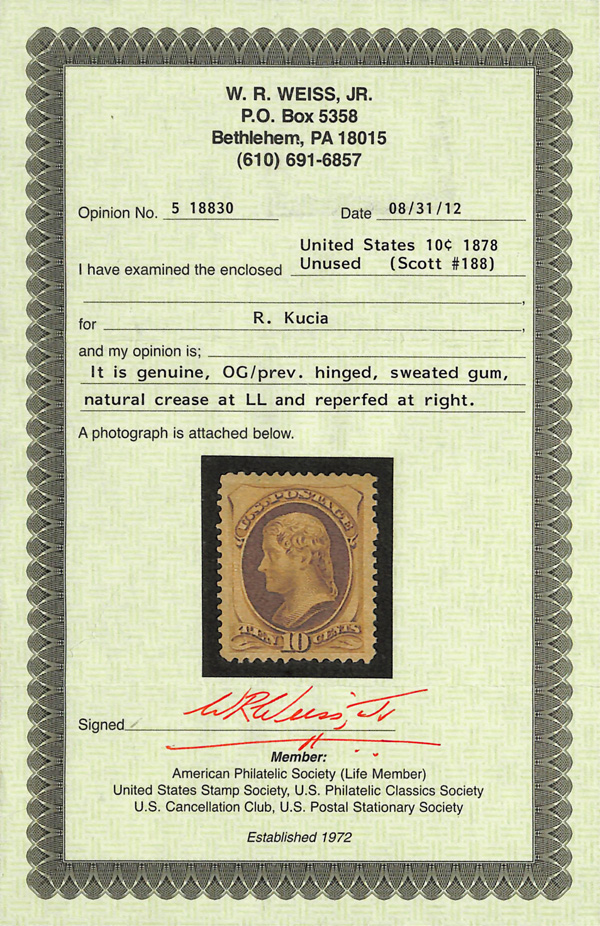 W. R. WEISS, JR.
P.O. Box 5358
Bethlehem, PA 18015
(610) 691-6857
Opinion No. 5 18830 Date 08/31/12
United States 10¢ 1878
I have examined the enclosed Unused (Scott #188)
,
for R. Kucia ,
and my opinion is;
It is genuine, OG/prev. hinged, sweated gum,
natural crease at LL and reperfed at right.
A photograph is attached below.
U.S. POSTAGE
TEN 10 CENTS
Signed W R Weiss, Jr
Member:
American Philatelic Society (Life Member)
United States Stamp Society, U.S. Philatelic Classics Society
U.S. Cancellation Club, U.S. Postal Stationary Society
Established 1972